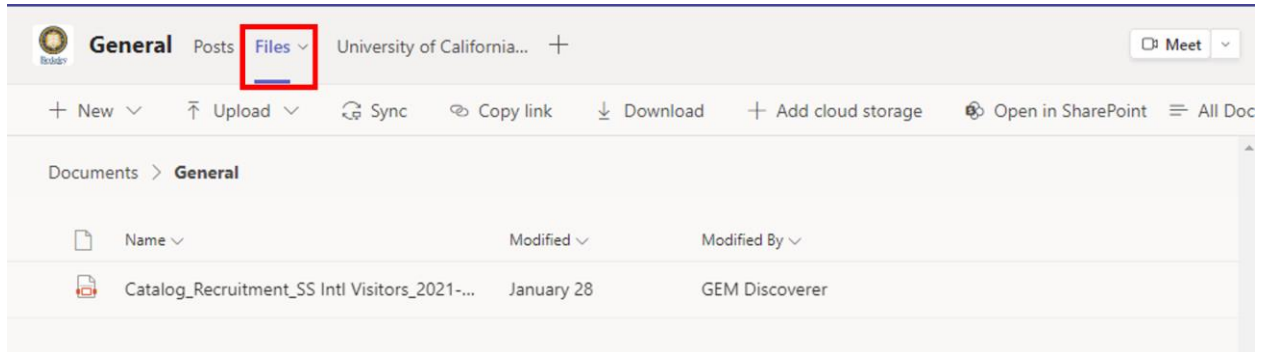 General Posts Files University of Californa... Meet
New Upload Sync Copy link Download Add cloud storage Open in SharePoint All Doc
Documents > General
Name Modified Modified By
Catalog_Recruitment_SS Intl Visitors_2021-... January 28 GEM Discoverer